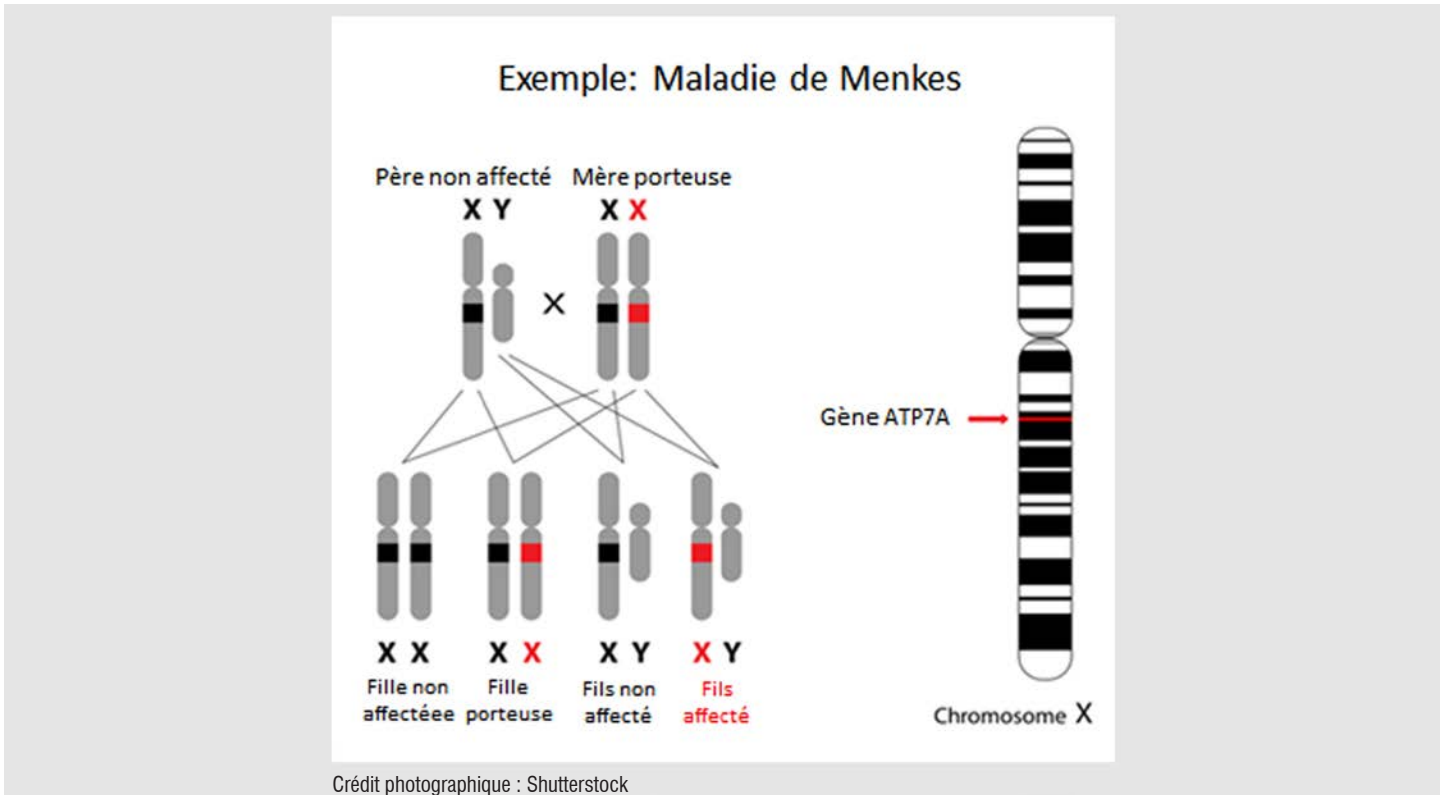 Exemple: Maladie de Menkes
Père non affecté Mère porteuse
X Y X X
X
Gène ATP7A
X X X X X Y X Y
Fille non affectéee
Fille porteuse
Fils non affecté
Fils affecté
Chromosome X
Crédit photographique : Shutterstock